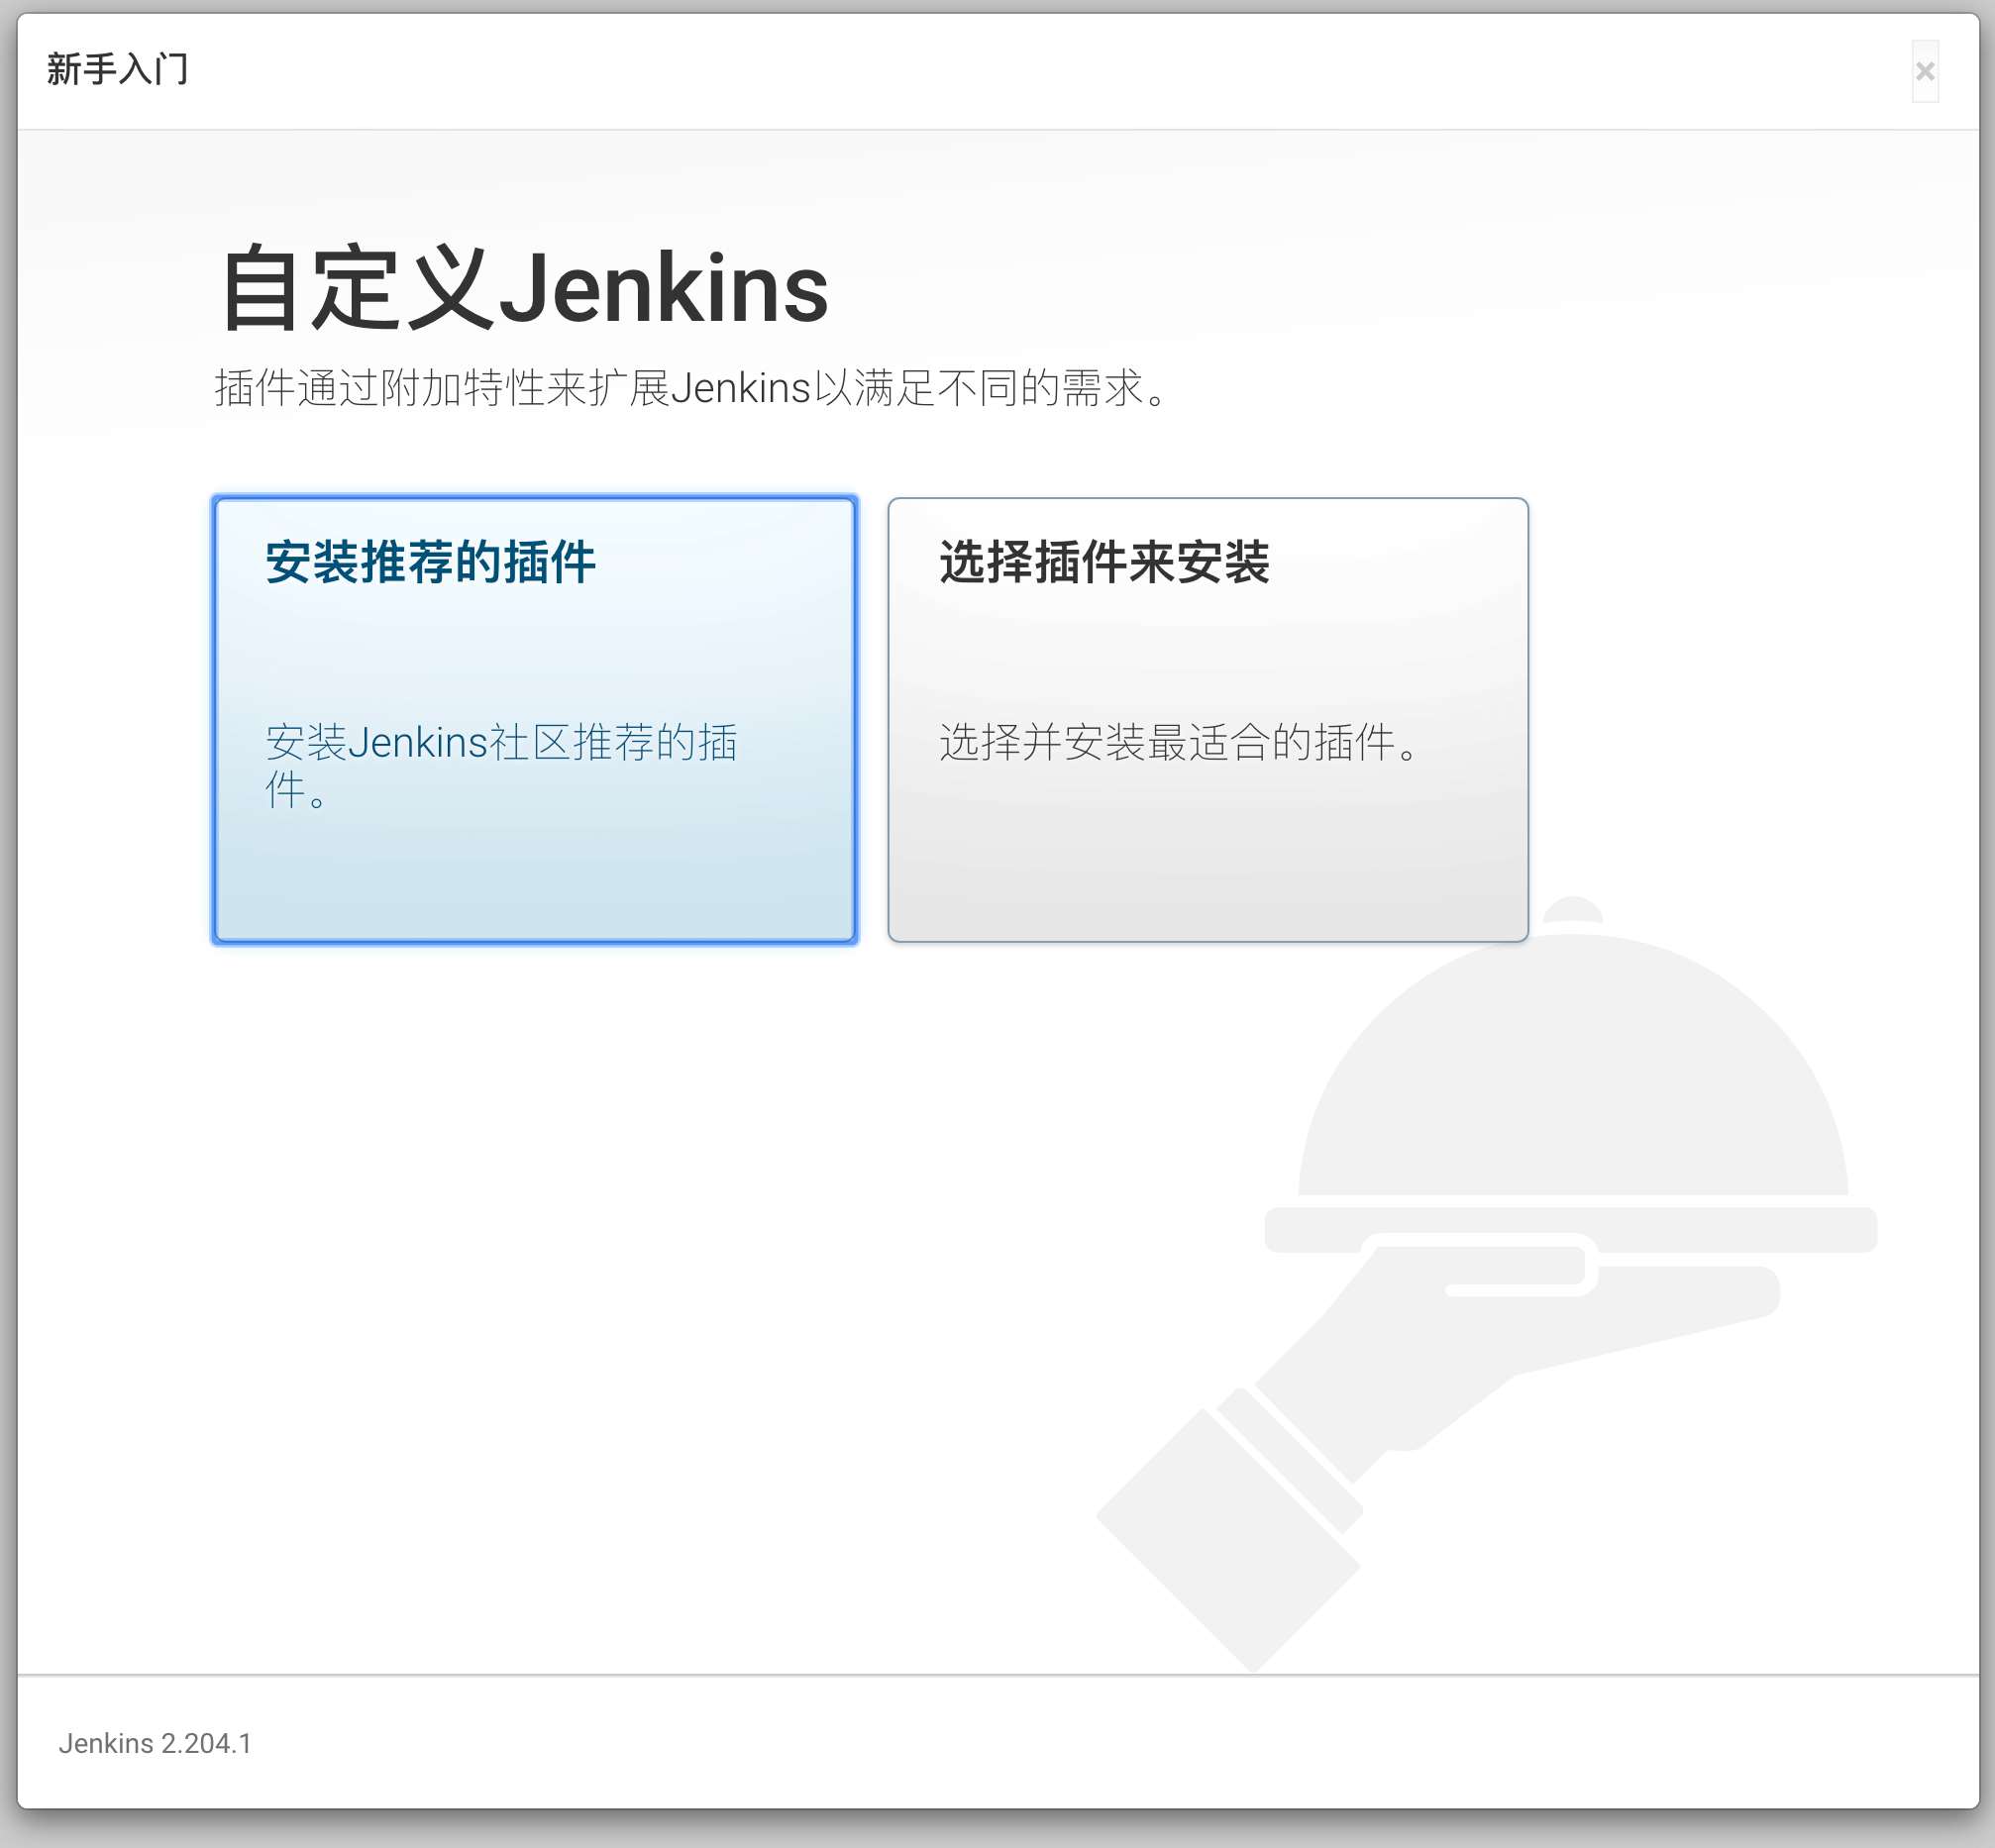 新手入门
×
自定义Jenkins
插件通过附加特性来扩展Jenkins以满足不同的需求。
安装推荐的插件
安装Jenkins社区推荐的插
件。
选择插件来安装
选择并安装最适合的插件。
Jenkins 2.204.1